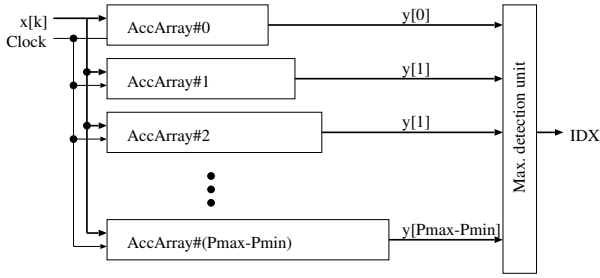 x[k]
Clock
AccArray#0
y[0]
AccArray#1
y[1]
AccArray#2
y[1]
AccArray#(Pmax-Pmin)
y[Pmax-Pmin]
Max. detection unit
IDX